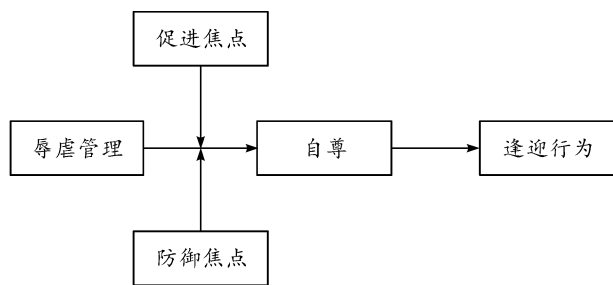 促进焦点
辱虐管理
自尊
逢迎行为
防御焦点